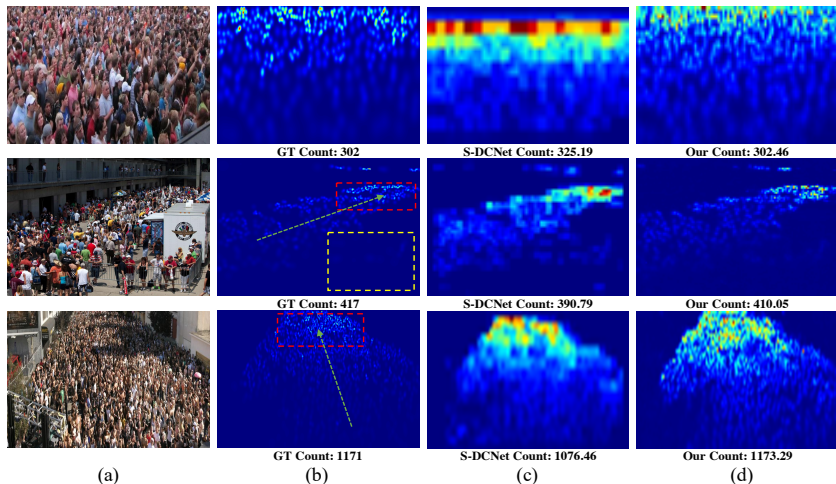 GT Count: 302
S-DCNet Count: 325.19
Our Count: 302.46
GT Count: 417
S-DCNet Count: 390.79
Our Count: 410.05
GT Count: 1171
S-DCNet Count: 1076.46
Our Count: 1173.29
(a)
(b)
(c)
(d)